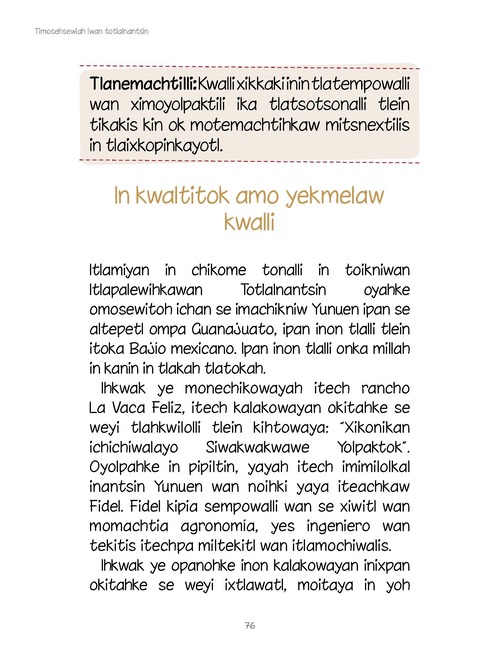 Timosehsewiah iwan totlalnantsin
Tlanemachtilli: Kwalli xikkaki inin tlatempowalli
wan ximoyolpaktili ika tlatsotsonalli tlein
tikakis kin ok motemachtihkaw mitsnextilis
in tlaixkopinkayotl.
In kwaltitok amo yekmelaw
kwalli
Itlamiyan in chikome tonalli in toikniwan
Itlapalewihkawan Totlalnantsin oyahke
omosewitoh ichan se imachikniw Yunuen ipan se
altepetl ompa Guanajuato, ipan inon tlalli tlein
itoka Bajío mexicano. Ipan inon tlalli onka millah
in kanin in tlakah tlatokah.
Ihkwak ye monechikowayah itech rancho
La Vaca Feliz, itech kalakowayan okitahke se
weyi tlahkwilolli tlein kihtowaya: "Xikonikan
ichichiwalayo Siwakwakwawe Yolpaktok".
Oyolpahke in pipiltin, yayah itech imimilolkal
inantsin Yunuen wan noihki yaya iteachkaw
Fidel. Fidel kipia sempowalli wan se xiwitl wan
momachtia agronomía, yes ingeniero wan
tekitis itechpa miltekitl wan itlamochiwalis.
Ihkwak ye opanohke inon kalakowayan inixpan
okitahke se weyi ixtlawatl, moitaya in yoh
76